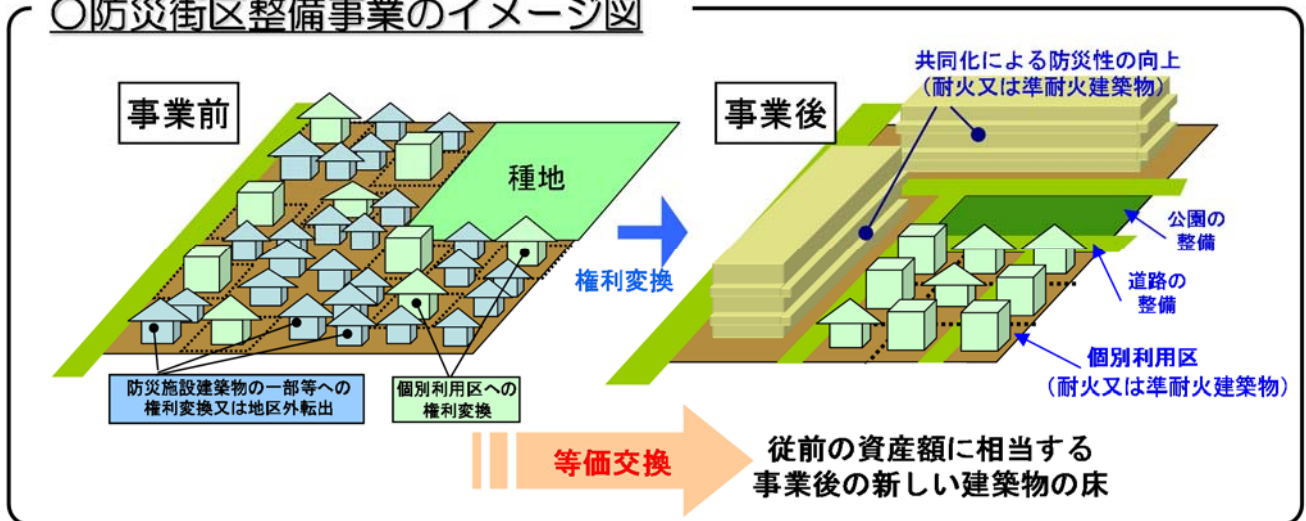 ○防災街区整備事業のイメージ図
事業前
種地
防災施設建築物の一部等への
権利変換又は地区外転出
個別利用区への
権利変換
権利変換
事業後
共同化による防災性の向上
（耐火又は準耐火建築物）
公園の
整備
道路の
整備
個別利用区
（耐火又は準耐火建築物）
等価交換
従前の資産額に相当する
事業後の新しい建築物の床